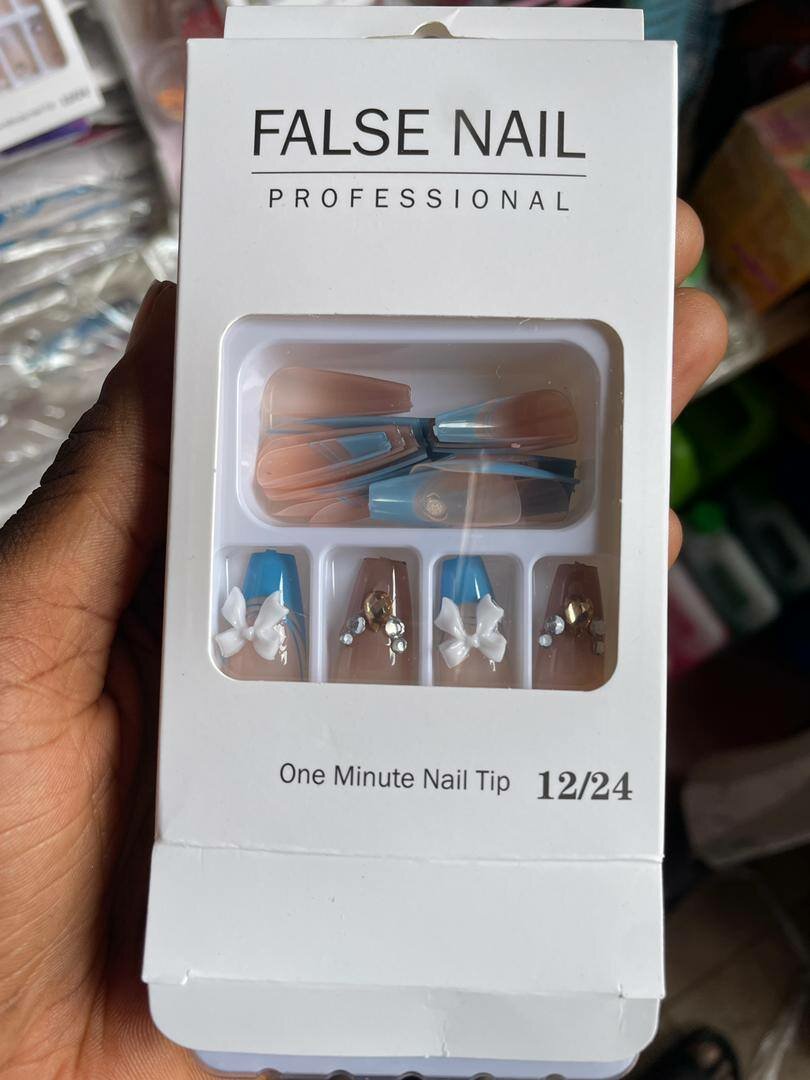 FALSE NAIL
PROFESSIONAL
One Minute Nail Tip 12/24